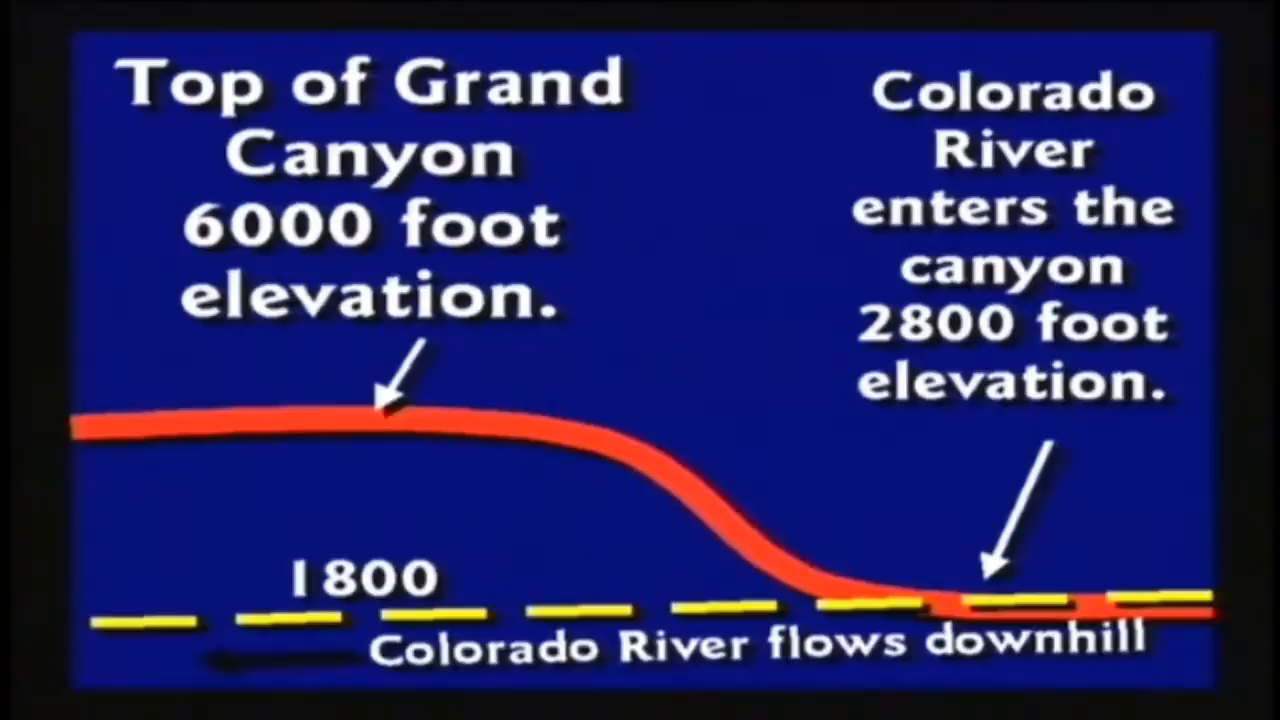 Top of Grand
Canyon
6000 foot
elevation.
Colorado
River
enters the
canyon
2800 foot
elevation.
1800
Colorado River flows downhill